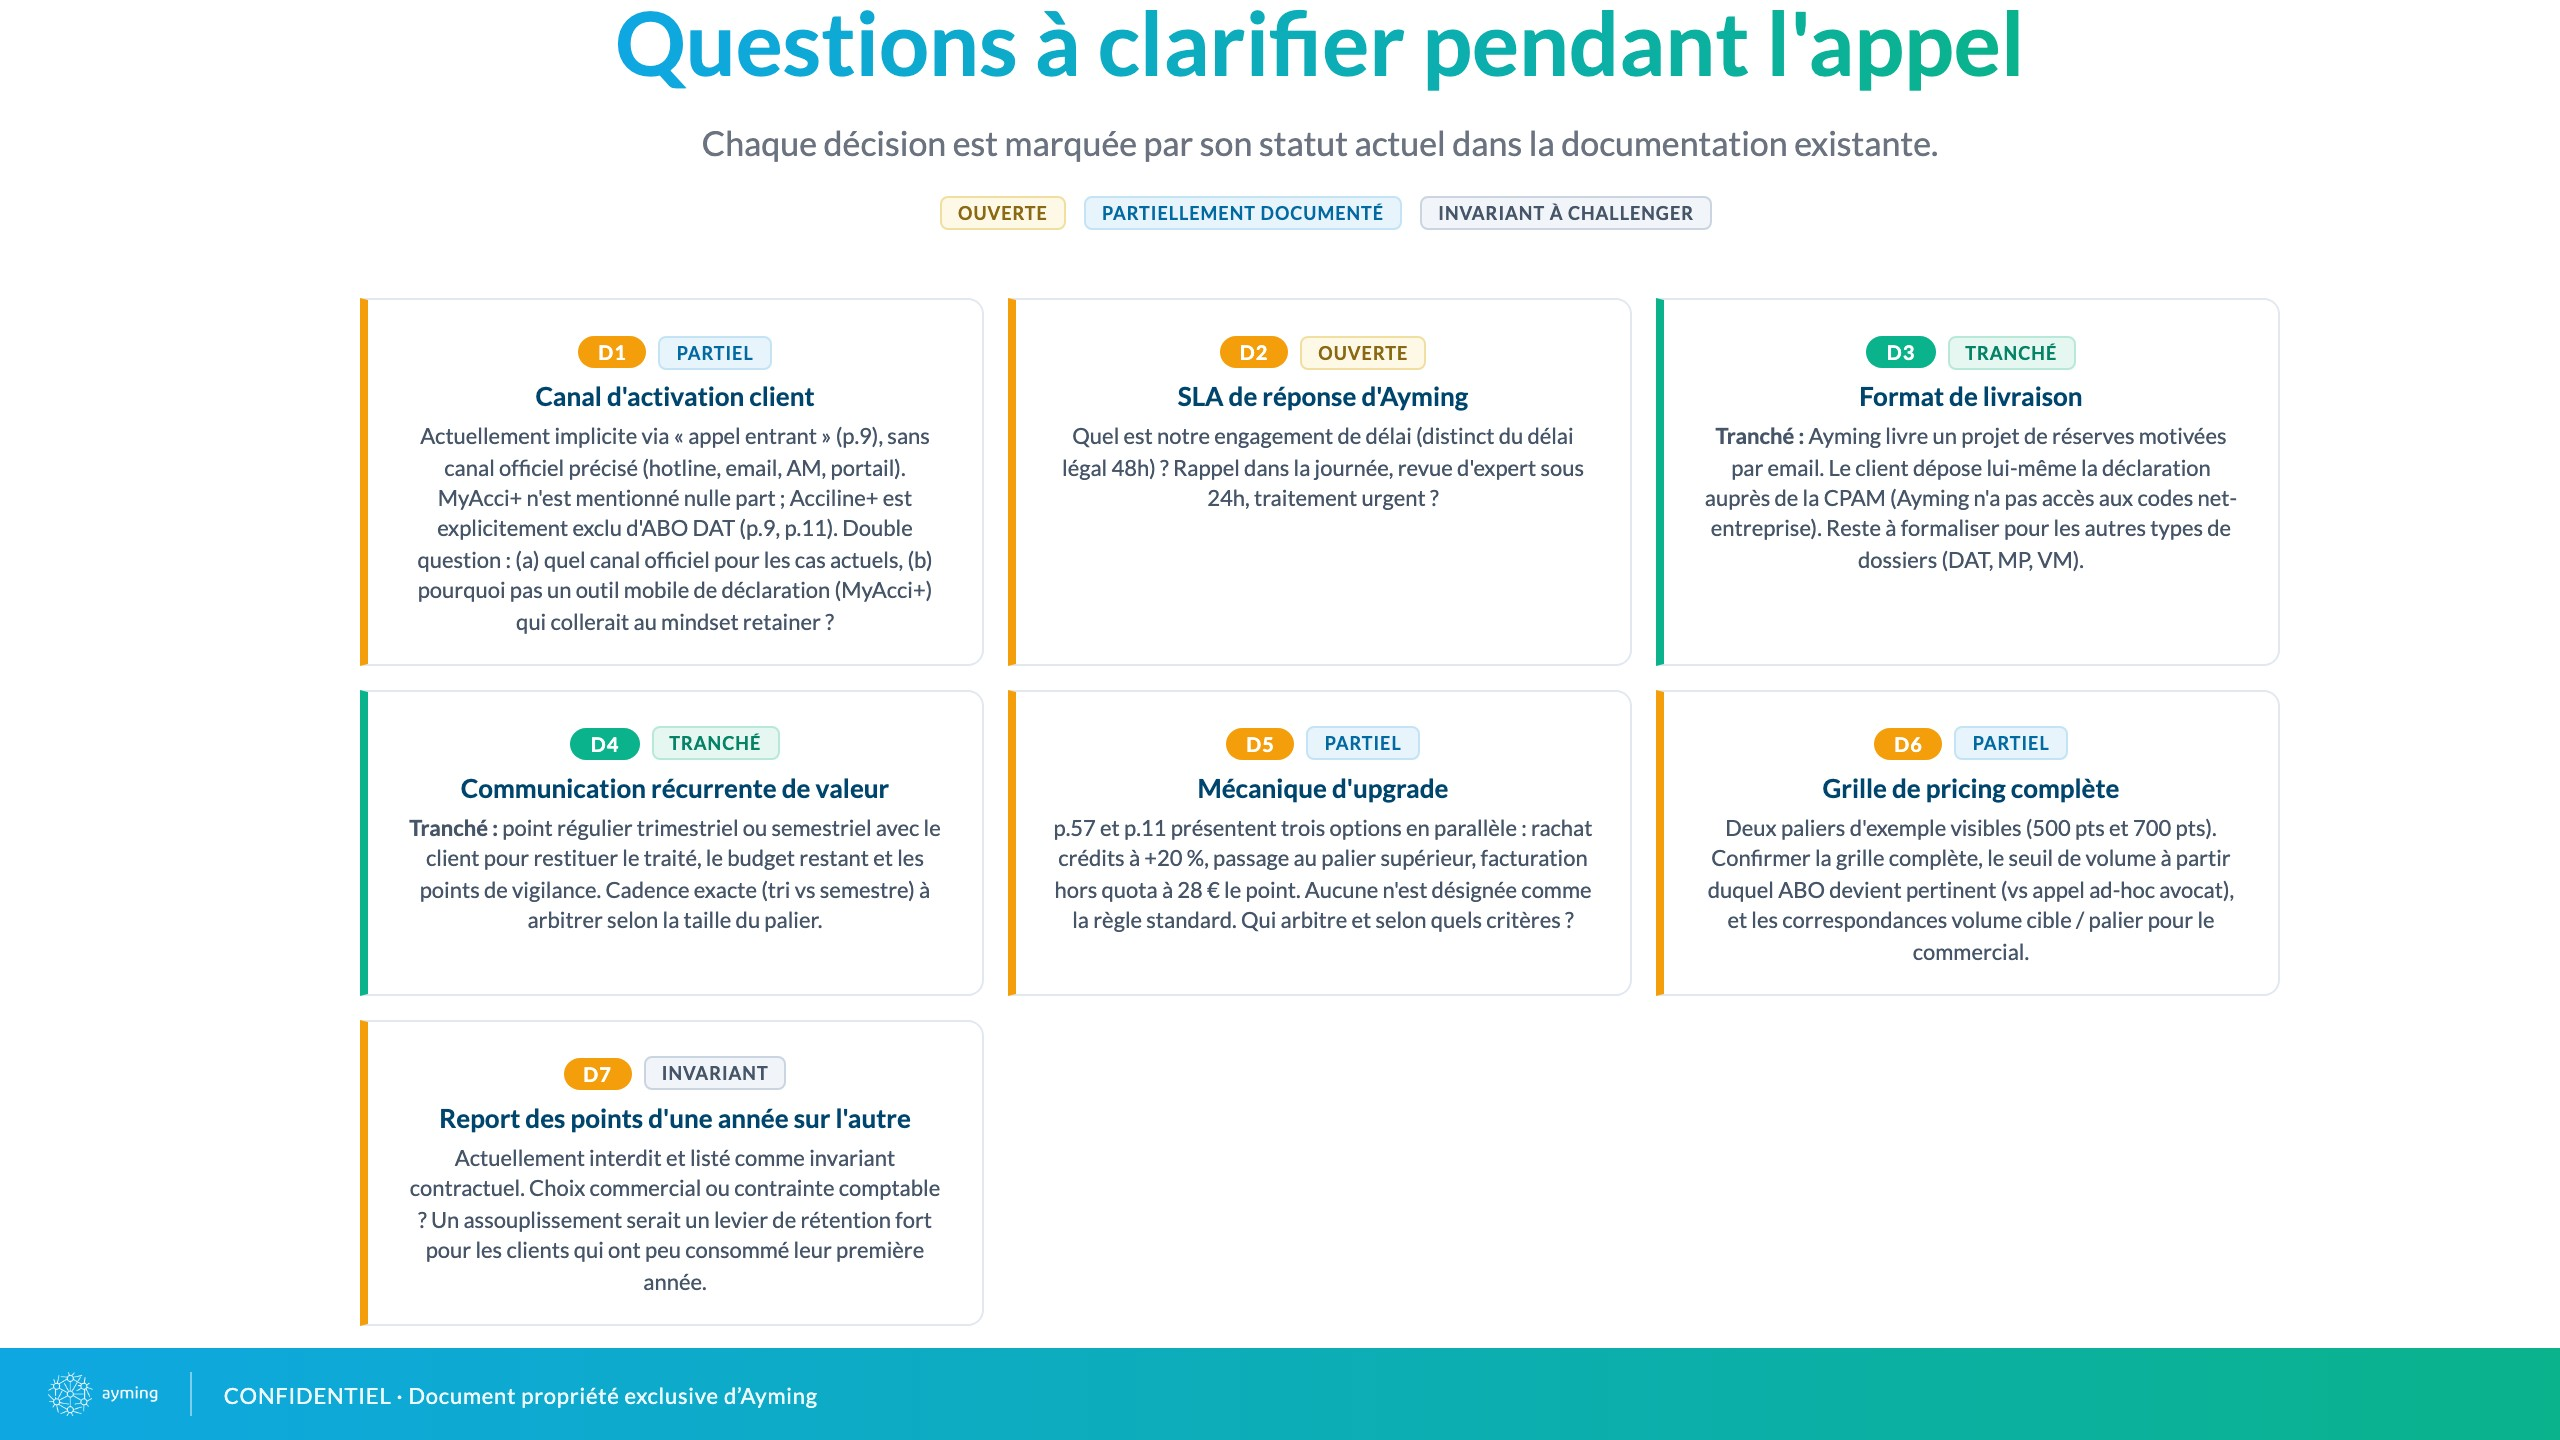 Questions à clarifier pendant l'appel
Chaque décision est marquée par son statut actuel dans la documentation existante.
OUVERTE
PARTIELLEMENT DOCUMENTÉ
INVARIANT À CHALLENGER
D1
PARTIEL
Canal d'activation client
Actuellement implicite via « appel entrant » (p.9), sans
canal officiel précisé (hotline, email, AM, portail).
MyAcci+ n'est mentionné nulle part ; Acciline+ est
explicitement exclu d'ABO DAT (p.9, p.11). Double
question : (a) quel canal officiel pour les cas actuels, (b)
pourquoi pas un outil mobile de déclaration (MyAcci+)
qui collerait au mindset retainer ?
D2
OUVERTE
SLA de réponse d'Ayming
Quel est notre engagement de délai (distinct du délai
légal 48h) ? Rappel dans la journée, revue d'expert sous
24h, traitement urgent ?
D3
TRANCHÉ
Format de livraison
Tranché : Ayming livre un projet de réserves motivées
par email. Le client dépose lui-même la déclaration
auprès de la CPAM (Ayming n'a pas accès aux codes net-
entreprise). Reste à formaliser pour les autres types de
dossiers (DAT, MP, VM).
D4
TRANCHÉ
Communication récurrente de valeur
Tranché : point régulier trimestriel ou semestriel avec le
client pour restituer le traité, le budget restant et les
points de vigilance. Cadence exacte (tri vs semestre) à
arbitrer selon la taille du palier.
D5
PARTIEL
Mécanique d'upgrade
p.57 et p.11 présentent trois options en parallèle : rachat
crédits à +20 %, passage au palier supérieur, facturation
hors quota à 28 € le point. Aucune n'est désignée comme
la règle standard. Qui arbitre et selon quels critères ?
D6
PARTIEL
Grille de pricing complète
Deux paliers d'exemple visibles (500 pts et 700 pts).
Confirmer la grille complète, le seuil de volume à partir
duquel ABO devient pertinent (vs appel ad-hoc avocat),
et les correspondances volume cible / palier pour le
commercial.
D7
INVARIANT
Report des points d'une année sur l'autre
Actuellement interdit et listé comme invariant
contractuel. Choix commercial ou contrainte comptable
? Un assouplissement serait un levier de rétention fort
pour les clients qui ont peu consommé leur première
année.
ayming
CONFIDENTIEL · Document propriété exclusive d’Ayming